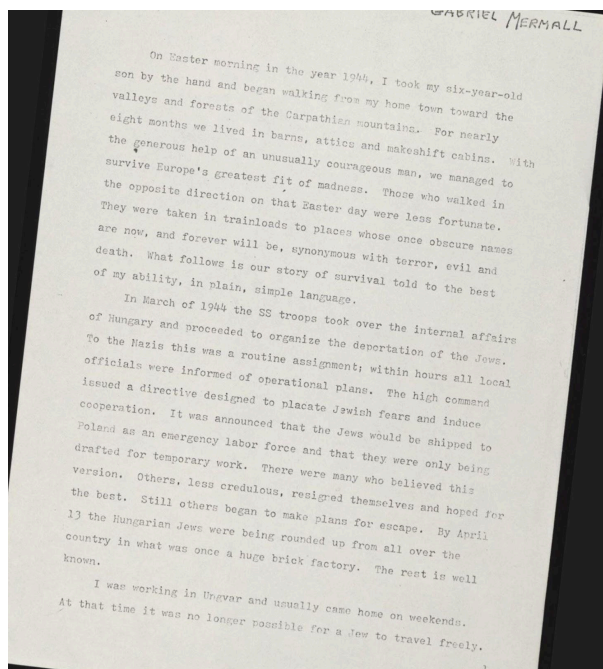 GABRIEL MERMALL
On Easter morning in the year 1944, I took my six-year-old
son by the hand and began walking from my home town toward the
valleys and forests of the Carpathian mountains. For nearly
eight months we lived in barns, attics and makeshift cabins. With
the generous help of an unusually courageous man, we managed to
survive Europe's greatest fit of madness. Those who walked in
the opposite direction on that Easter day were less fortunate.
They were taken in trainloads to places whose once obscure names
are now, and forever will be, synonymous with terror, evil and
death. What follows is our story of survival told to the best
of my ability, in plain, simple language.
In March of 1944 the SS troops took over the internal affairs
of Hungary and proceeded to organize the deportation of the Jews.
To the Nazis this was a routine assignment; within hours all local
officials were informed of operational plans. The high command
issued a directive designed to placate Jewish fears and induce
cooperation. It was announced that the Jews would be shipped to
Poland as an emergency labor force and that they were only being
drafted for temporary work. There were many who believed this
version. Others, less credulous, resigned themselves and hoped for
the best. Still others began to make plans for escape. By April
13 the Hungarian Jews were being rounded up from all over the
country in what was once a huge brick factory. The rest is well
known.
I was working in Ungvar and usually came home on weekends.
At that time it was no longer possible for a Jew to travel freely.